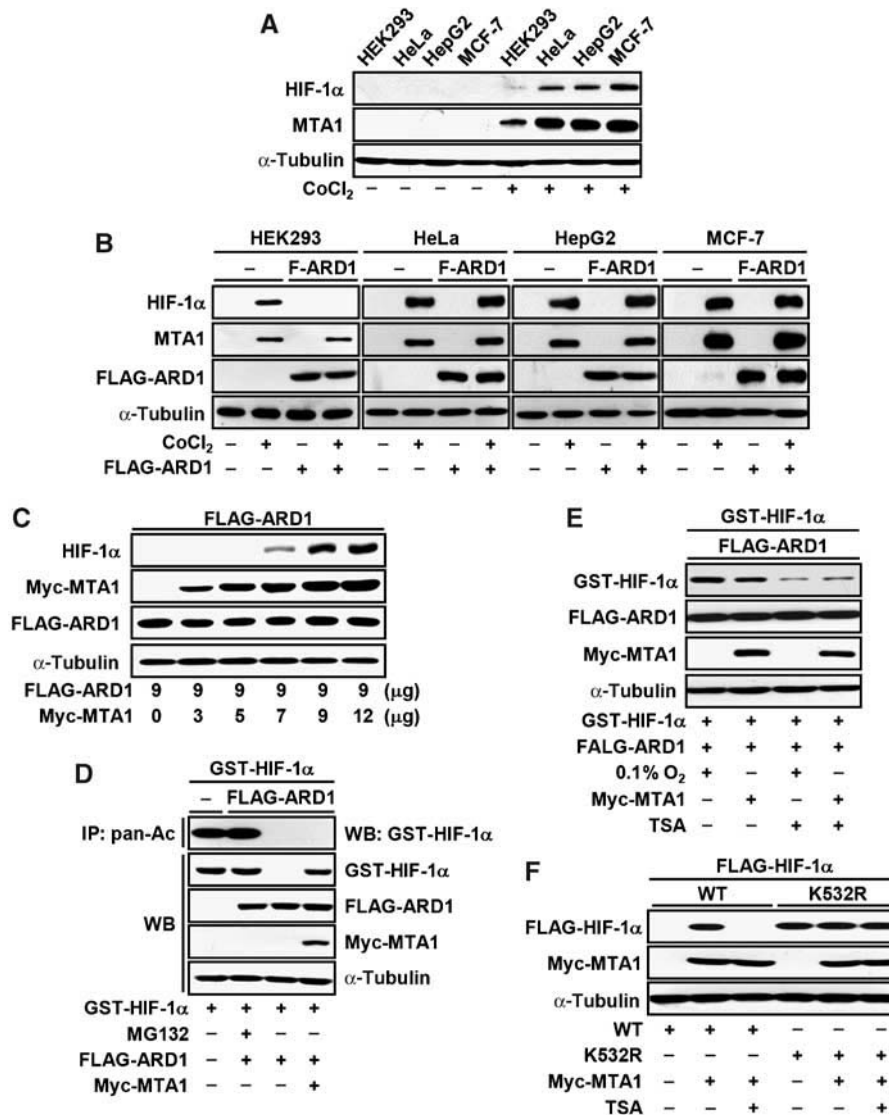 A
HEK293 HeLa HepG2 MCF-7 HEK293 HeLa HepG2 MCF-7
HIF-1α
MTA1
α-Tubulin
CoCl2 – – – – + + + +
B
HEK293 HeLa HepG2 MCF-7
– F-ARD1 – F-ARD1 – F-ARD1 – F-ARD1
HIF-1α
MTA1
FLAG-ARD1
α-Tubulin
CoCl2 – + – + – + – + – + – + – + – +
FLAG-ARD1 – – + + – – + + – – + + – – + +
C
FLAG-ARD1
HIF-1α
Myc-MTA1
FLAG-ARD1
α-Tubulin
FLAG-ARD1 9 9 9 9 9 9 (μg)
Myc-MTA1 0 3 5 7 9 12 (μg)
D
GST-HIF-1α
– FLAG-ARD1
IP: pan-Ac WB: GST-HIF-1α
WB
GST-HIF-1α
FLAG-ARD1
Myc-MTA1
α-Tubulin
GST-HIF-1α + + + +
MG132 – + – –
FLAG-ARD1 – + + +
Myc-MTA1 – – – +
E
GST-HIF-1α
FLAG-ARD1
GST-HIF-1α
FLAG-ARD1
Myc-MTA1
α-Tubulin
GST-HIF-1α + + + +
FALG-ARD1 + + + +
0.1% O2 + – + –
Myc-MTA1 – + – +
TSA – – + +
F
FLAG-HIF-1α
WT K532R
FLAG-HIF-1α
Myc-MTA1
α-Tubulin
WT + + + – – –
K532R – – – + + +
Myc-MTA1 – + + – + +
TSA – – + – – +